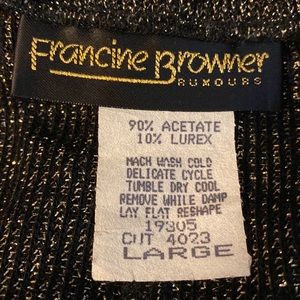 Francine Browner
RUMOURS
90% ACETATE
10% LUREX
MACH WASH COLD
DELICATE CYCLE
TUMBLE DRY COOL
REMOVE WHILE DAMP
LAY FLAT RESHAPE
19305
CUT 4023
LARGE